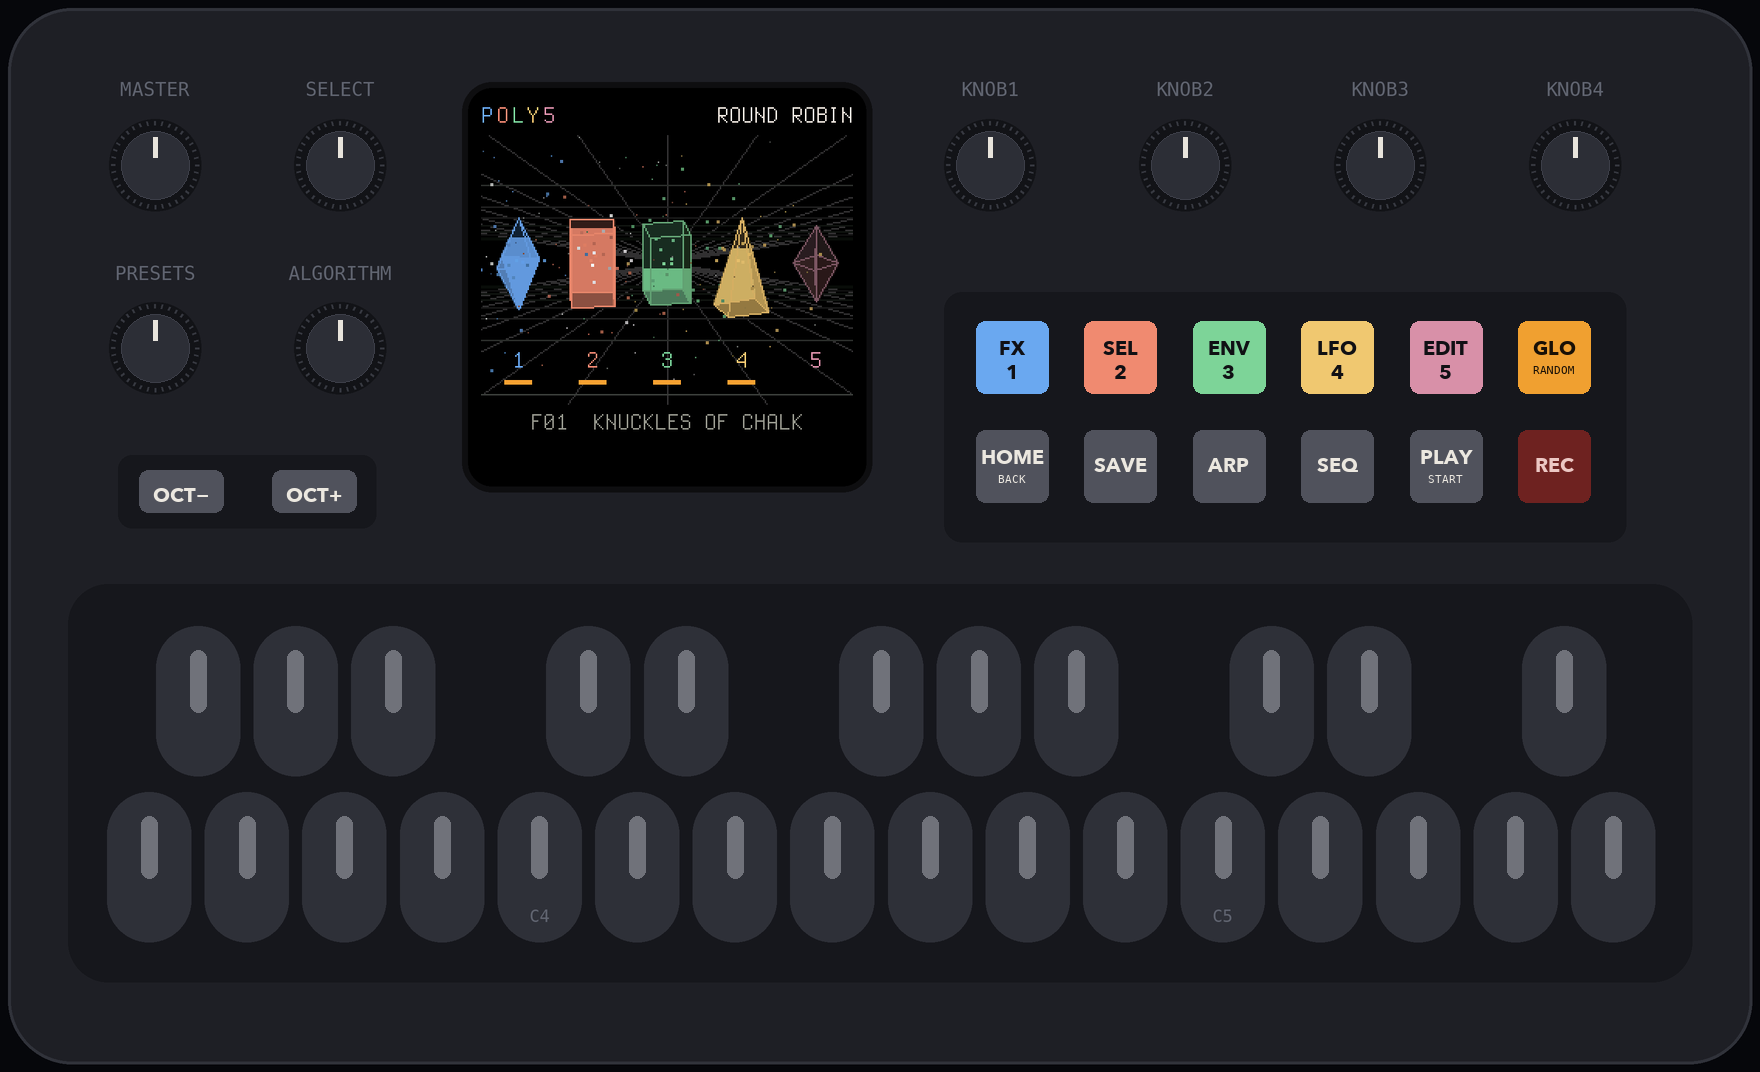 MASTER
SELECT
KNOB1
KNOB2
KNOB3
KNOB4
POLY5
ROUND ROBIN
PRESETS
ALGORITHM
1
2
3
4
5
F01 KNUCKLES OF CHALK
OCT–
OCT+
FX
1
SEL
2
ENV
3
LFO
4
EDIT
5
GLO
RANDOM
HOME
BACK
SAVE
ARP
SEQ
PLAY
START
REC
C4
C5